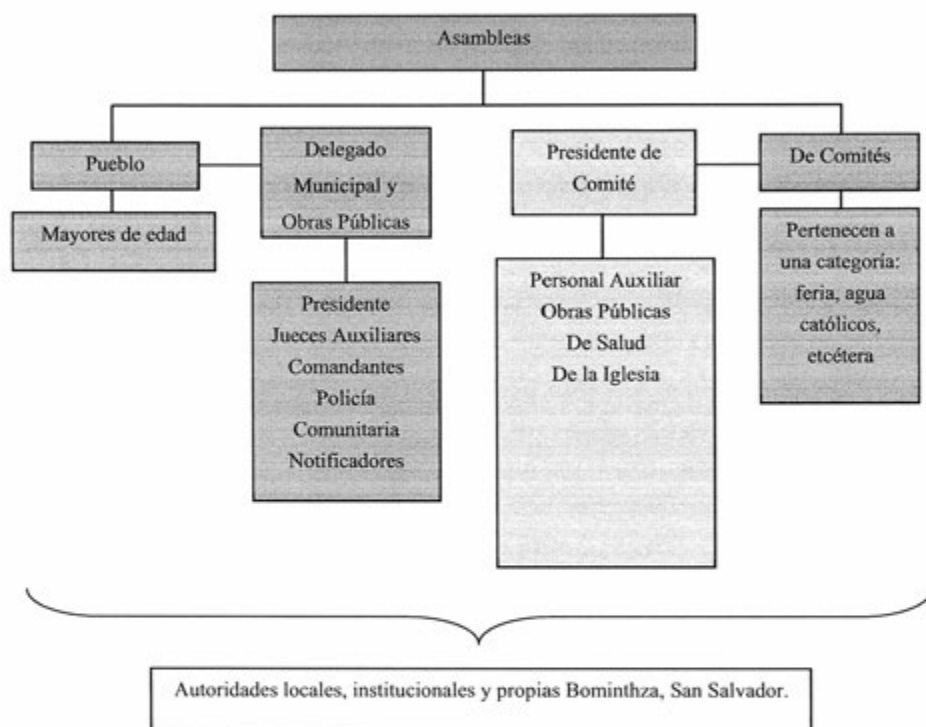 Asambleas
Pueblo
Mayores de edad
Delegado
Municipal y
Obras Públicas
Presidente
Jueces Auxiliares
Comandantes
Policía
Comunitaria
Notificadores
Presidente de
Comité
Personal Auxiliar
Obras Públicas
De Salud
De la Iglesia
De Comités
Pertenecen a
una categoría:
feria, agua
católicos,
etcétera
Autoridades locales, institucionales y propias Bominthza, San Salvador.